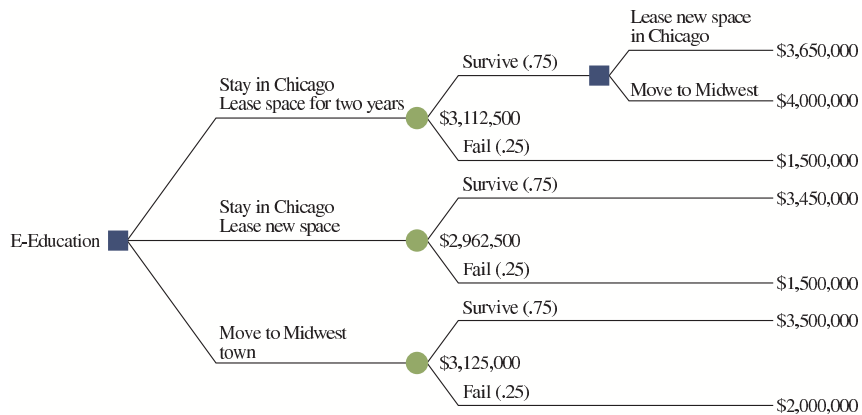 Lease new space
in Chicago
$3,650,000
Survive (.75)
Stay in Chicago
Lease space for two years
Move to Midwest
$4,000,000
$3,112,500
Fail (.25)
$1,500,000
Survive (.75)
$3,450,000
Stay in Chicago
Lease new space
E-Education
$2,962,500
Fail (.25)
$1,500,000
Survive (.75)
$3,500,000
Move to Midwest
town
$3,125,000
Fail (.25)
$2,000,000